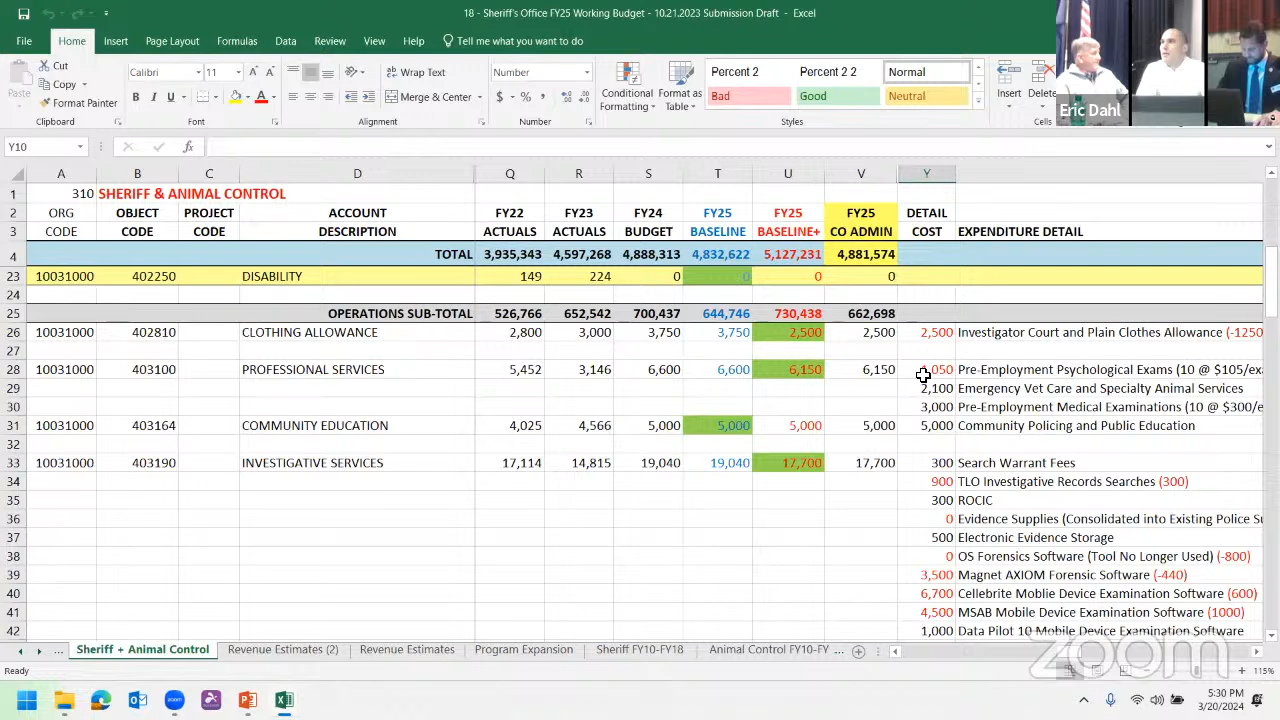 18 - Sheriff's Office FY25 Working Budget - 10.21.2023 Submission Draft - Excel
File Home Insert Page Layout Formulas Data Review View Help Tell me what you want to do
Cut
Copy
Format Painter
Paste
Clipboard
Calibri 11
B I U
Font
Wrap Text
Merge & Center
Alignment
Number
$ % ,
Number
Conditional Formatting
Format as Table
Percent 2 Percent 2 2 Normal
Bad Good Neutral
Styles
Insert Delete
Cells
Eric Dahl
Y10 fx
A B C D Q R S T U V Y
1 310 SHERIFF & ANIMAL CONTROL
2 ORG OBJECT PROJECT ACCOUNT FY22 FY23 FY24 FY25 FY25 FY25 DETAIL
3 CODE CODE CODE DESCRIPTION ACTUALS ACTUALS BUDGET BASELINE BASELINE+ CO ADMIN COST EXPENDITURE DETAIL
4 TOTAL 3,935,343 4,597,268 4,888,313 4,832,622 5,127,231 4,881,574
23 10031000 402250 DISABILITY 149 224 0 0 0 0
24
25 OPERATIONS SUB-TOTAL 526,766 652,542 700,437 644,746 730,438 662,698
26 10031000 402810 CLOTHING ALLOWANCE 2,800 3,000 3,750 3,750 2,500 2,500 2,500 Investigator Court and Plain Clothes Allowance (-1250
27
28 10031000 403100 PROFESSIONAL SERVICES 5,452 3,146 6,600 6,600 6,150 6,150 050 Pre-Employment Psychological Exams (10 @ $105/exa
29 2,100 Emergency Vet Care and Specialty Animal Services
30 3,000 Pre-Employment Medical Examinations (10 @ $300/e
31 10031000 403164 COMMUNITY EDUCATION 4,025 4,566 5,000 5,000 5,000 5,000 5,000 Community Policing and Public Education
32
33 10031000 403190 INVESTIGATIVE SERVICES 17,114 14,815 19,040 19,040 17,700 17,700 300 Search Warrant Fees
34 900 TLO Investigative Records Searches (300)
35 300 ROCIC
36 0 Evidence Supplies (Consolidated into Existing Police Su
37 500 Electronic Evidence Storage
38 0 OS Forensics Software (Tool No Longer Used) (-800)
39 3,500 Magnet AXIOM Forensic Software (-440)
40 6,700 Cellebrite Moblie Device Examination Software (600)
41 4,500 MSAB Mobile Device Examination Software (1000)
42 1,000 Data Pilot 10 Mobile Device Examination Software
Sheriff + Animal Control Revenue Estimates (2) Revenue Estimates Program Expansion Sheriff FY10-FY18 Animal Control FY10-FY ...
zoom
Ready 115%
5:30 PM
3/20/2024